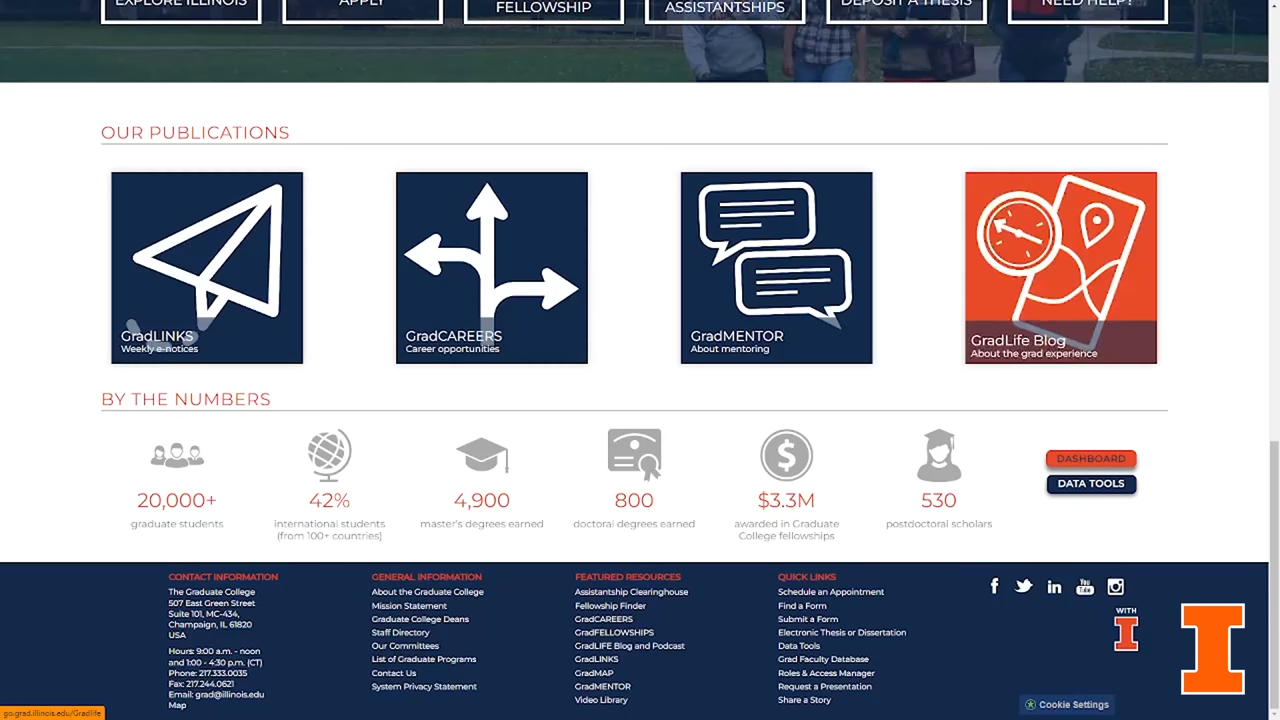 EXPLORE ILLINOIS
APPLY
FELLOWSHIP
ASSISTANTSHIPS
DEPOSIT A THESIS
NEED HELP?
OUR PUBLICATIONS
GradLINKS
Weekly e-notices
GradCAREERS
Career opportunities
GradMENTOR
About mentoring
GradLife Blog
About the grad experience
BY THE NUMBERS
20,000+
graduate students
42%
international students
(from 100+ countries)
4,900
master's degrees earned
800
doctoral degrees earned
$3.3M
awarded in Graduate
College fellowships
530
postdoctoral scholars
DASHBOARD
DATA TOOLS
CONTACT INFORMATION
The Graduate College
507 East Green Street
Suite 101, MC-434,
Champaign, IL 61820
USA
Hours: 9:00 a.m. - noon
and 1:00 - 4:30 p.m. (CT)
Phone: 217.333.0035
Fax: 217.244.0621
Email: grad@illinois.edu
Map
GENERAL INFORMATION
About the Graduate College
Mission Statement
Graduate College Deans
Staff Directory
Our Committees
List of Graduate Programs
Contact Us
System Privacy Statement
FEATURED RESOURCES
Assistantship Clearinghouse
Fellowship Finder
GradCAREERS
GradFELLOWSHIPS
GradLIFE Blog and Podcast
GradLINKS
GradMAP
GradMENTOR
Video Library
QUICK LINKS
Schedule an Appointment
Find a Form
Submit a Form
Electronic Thesis or Dissertation
Data Tools
Grad Faculty Database
Roles & Access Manager
Request a Presentation
Share a Story
f
in
You Tube
WITH
I
I
Cookie Settings
go.grad.illinois.edu/Gradlife